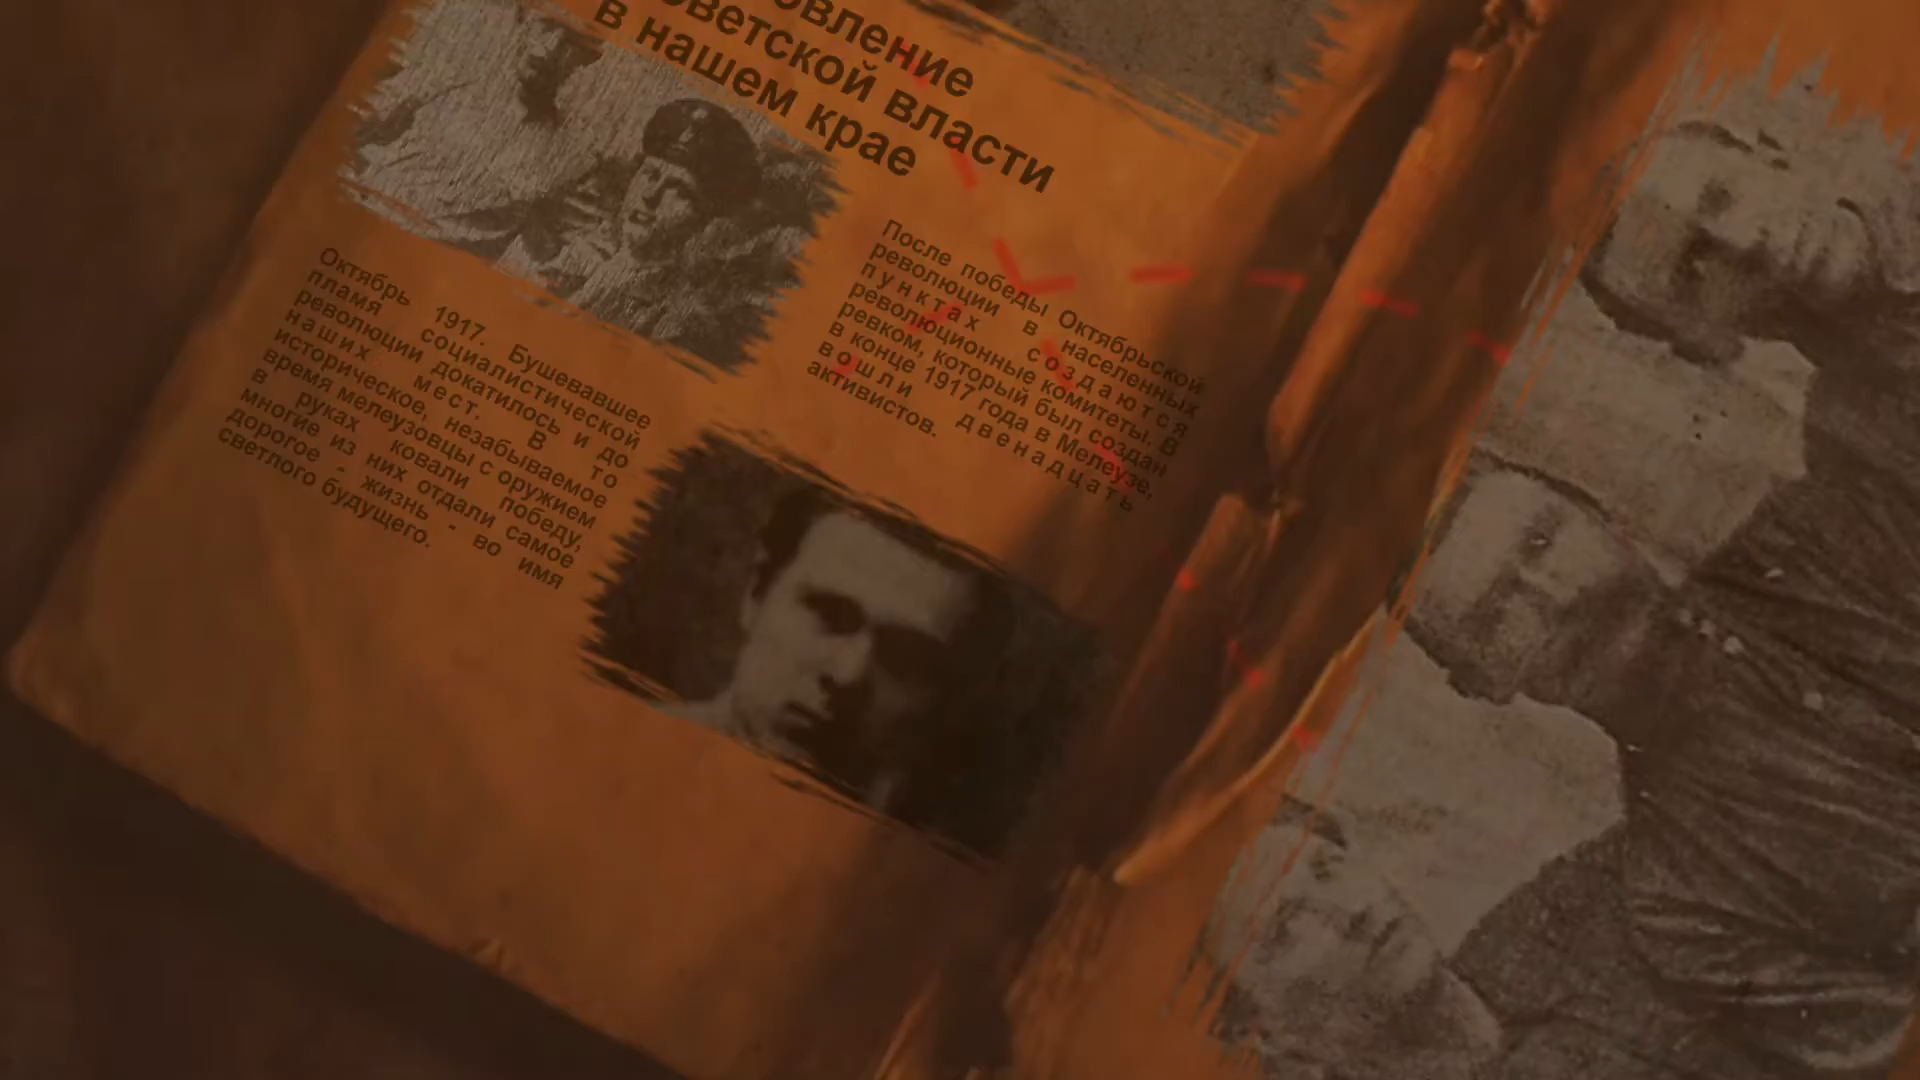 советской власти
в нашем крае
Октябрь 1917. Бушевавшее
пламя социалистической
революции докатилось и до
наших мест. В то
историческое, незабываемое
время мелеузовцы с оружием
в руках ковали победу,
многие из них отдали самое
дорогое - жизнь - во имя
светлого будущего.
После победы Октябрьской
революции в населенных
пунктах создаются
революционные комитеты. В
ревком, который был создан
в конце 1917 года в Мелеузе,
вошли двенадцать
активистов.